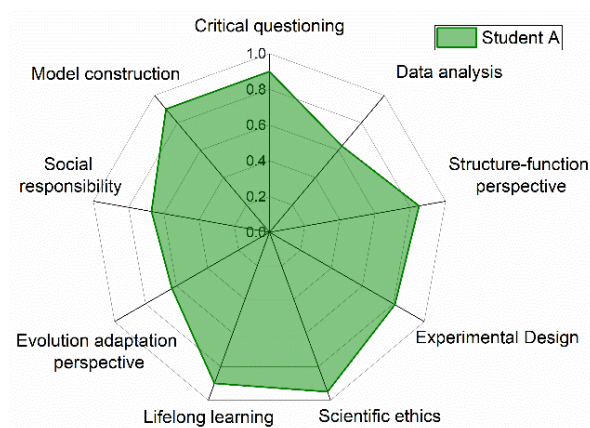 Critical questioning
Student A
Model construction
Data analysis
1.0
0.8
0.6
0.4
0.2
0.0
Social
responsibility
Structure-function
perspective
Evolution adaptation
perspective
Experimental Design
Lifelong learning
Scientific ethics